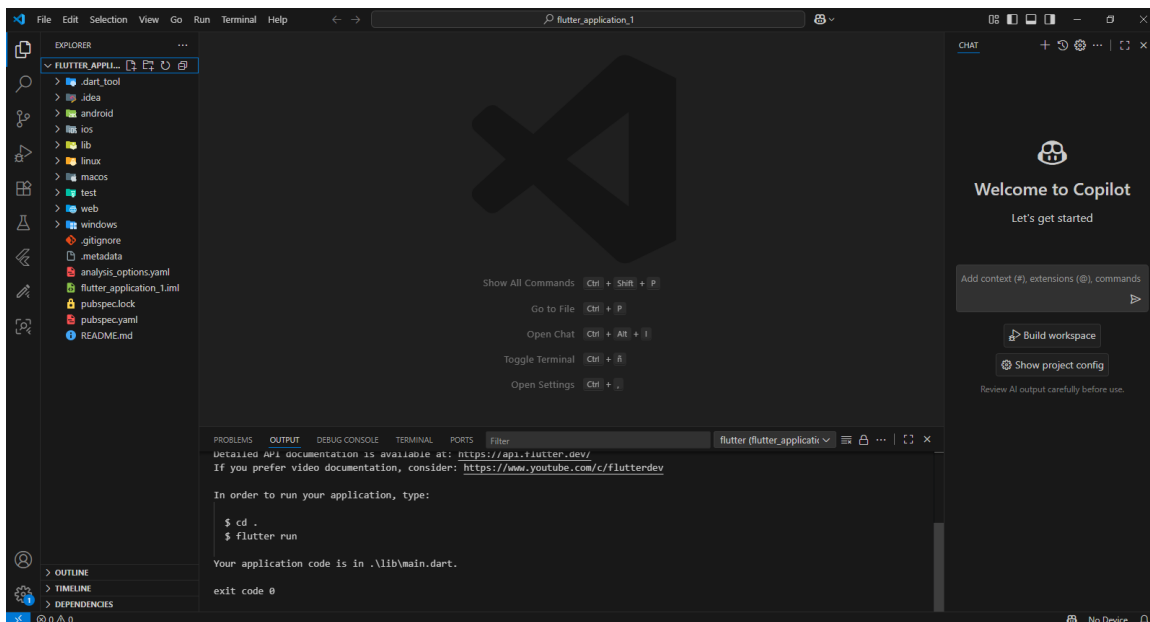 File Edit Selection View Go Run Terminal Help
flutter_application_1
EXPLORER
FLUTTER_APPLI...
.dart_tool
.idea
android
ios
lib
linux
macos
test
web
windows
.gitignore
.metadata
analysis_options.yaml
flutter_application_1.iml
pubspec.lock
pubspec.yaml
README.md
OUTLINE
TIMELINE
DEPENDENCIES
Show All Commands Ctrl + Shift + P
Go to File Ctrl + P
Open Chat Ctrl + Alt + I
Toggle Terminal Ctrl + ñ
Open Settings Ctrl + ,
PROBLEMS OUTPUT DEBUG CONSOLE TERMINAL PORTS Filter flutter (flutter_applicatic
Detailed API documentation is available at: https://api.flutter.dev/
If you prefer video documentation, consider: https://www.youtube.com/c/flutterdev
In order to run your application, type:
$ cd .
$ flutter run
Your application code is in .\lib\main.dart.
exit code 0
CHAT
Welcome to Copilot
Let's get started
Add context (#), extensions (@), commands
Build workspace
Show project config
Review AI output carefully before use.
1
0 0 No Device